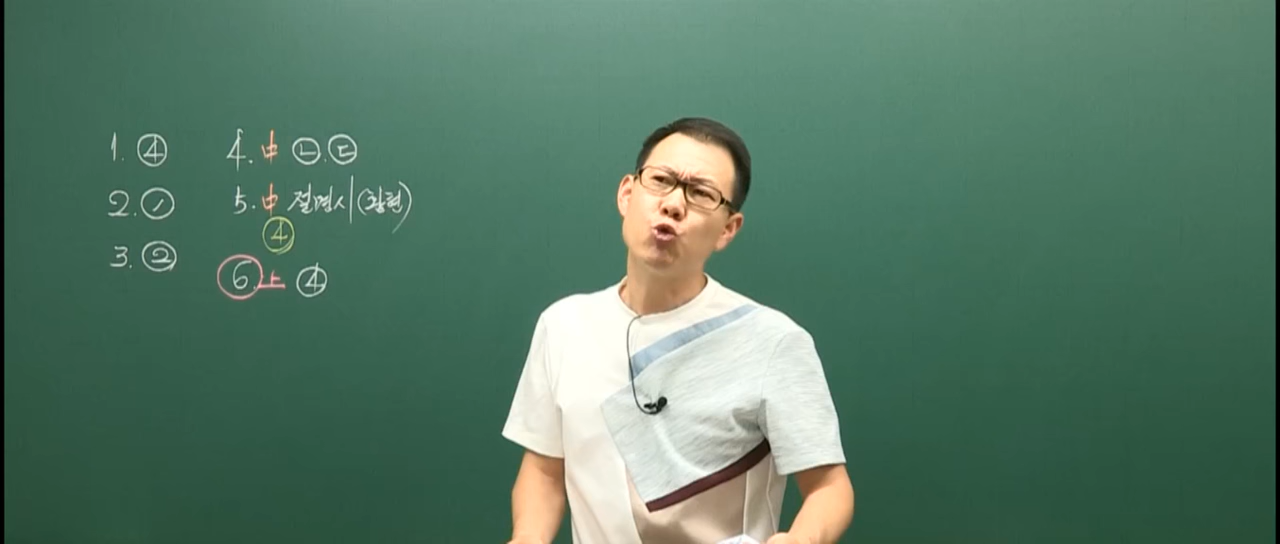 1. ④
2. ①
3. ②
4. 中 ㉡.㉢
5. 中 절명시(황현)
④
6. 上 ④